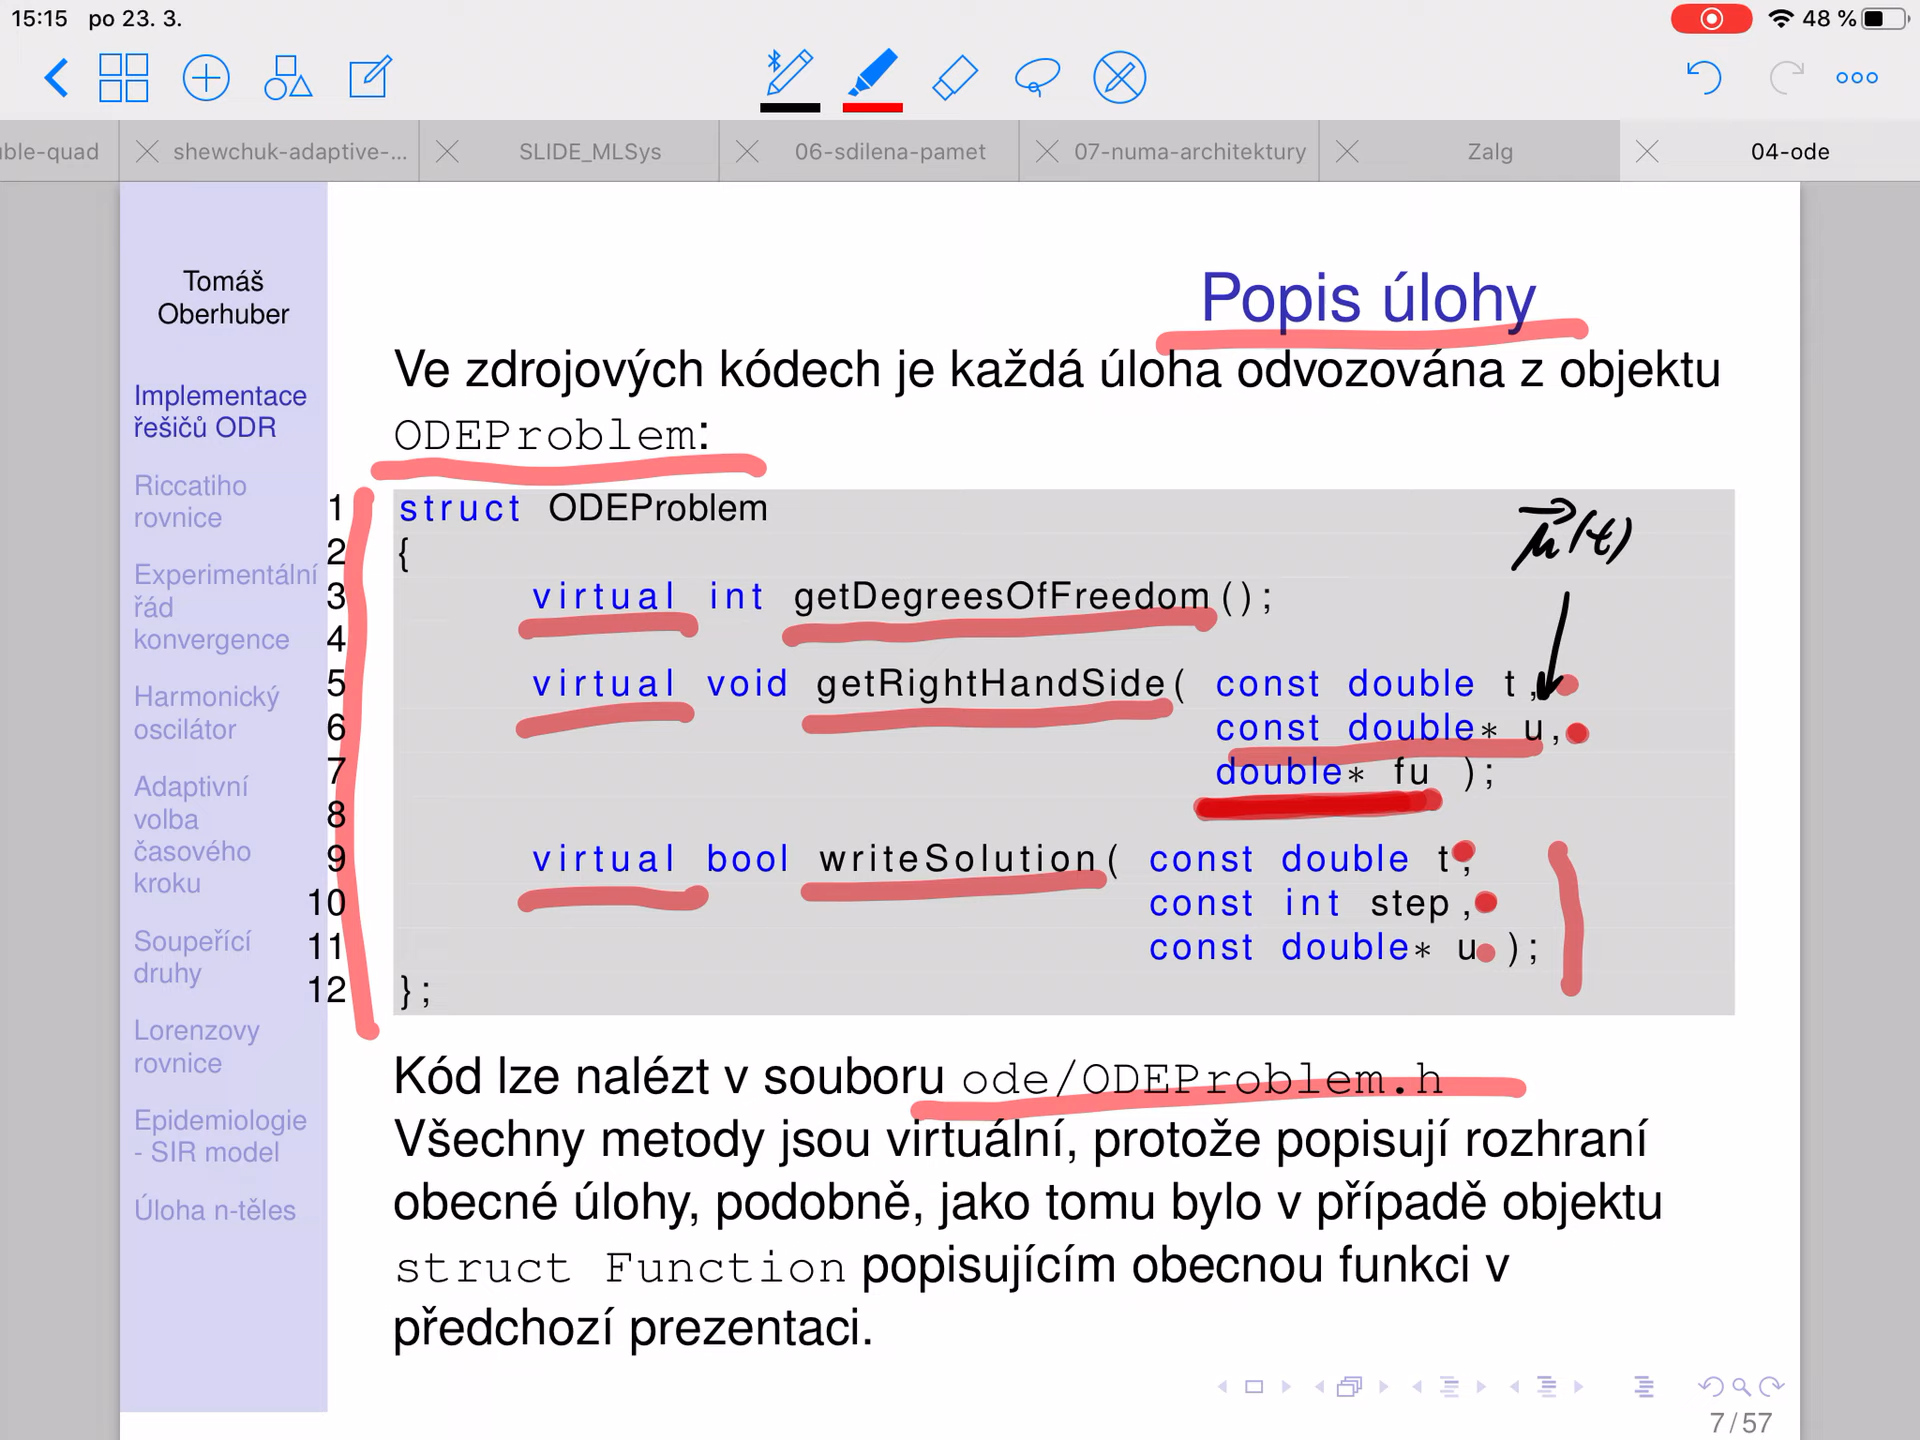 15:15 po 23. 3.
48 %
ble-quad
shewchuk-adaptive-...
SLIDE_MLSys
06-sdilena-pamet
07-numa-architektury
Zalg
04-ode
Tomáš
Oberhuber
Implementace
řešičů ODR
Riccatiho
rovnice
Experimentální
řád
konvergence
Harmonický
oscilátor
Adaptivní
volba
časového
kroku
Soupeřící
druhy
Lorenzovy
rovnice
Epidemiologie
- SIR model
Úloha n-těles
Popis úlohy
Ve zdrojových kódech je každá úloha odvozována z objektu
ODEProblem:
1 struct ODEProblem
2 {
3 virtual int getDegreesOfFreedom();
4
5 virtual void getRightHandSide( const double t,
6 const double* u,
7 double* fu );
8
9 virtual bool writeSolution( const double t,
10 const int step,
11 const double* u );
12 };
Kód lze nalézt v souboru ode/ODEProblem.h
Všechny metody jsou virtuální, protože popisují rozhraní
obecné úlohy, podobně, jako tomu bylo v případě objektu
struct Function popisujícím obecnou funkci v
předchozí prezentaci.
7/57